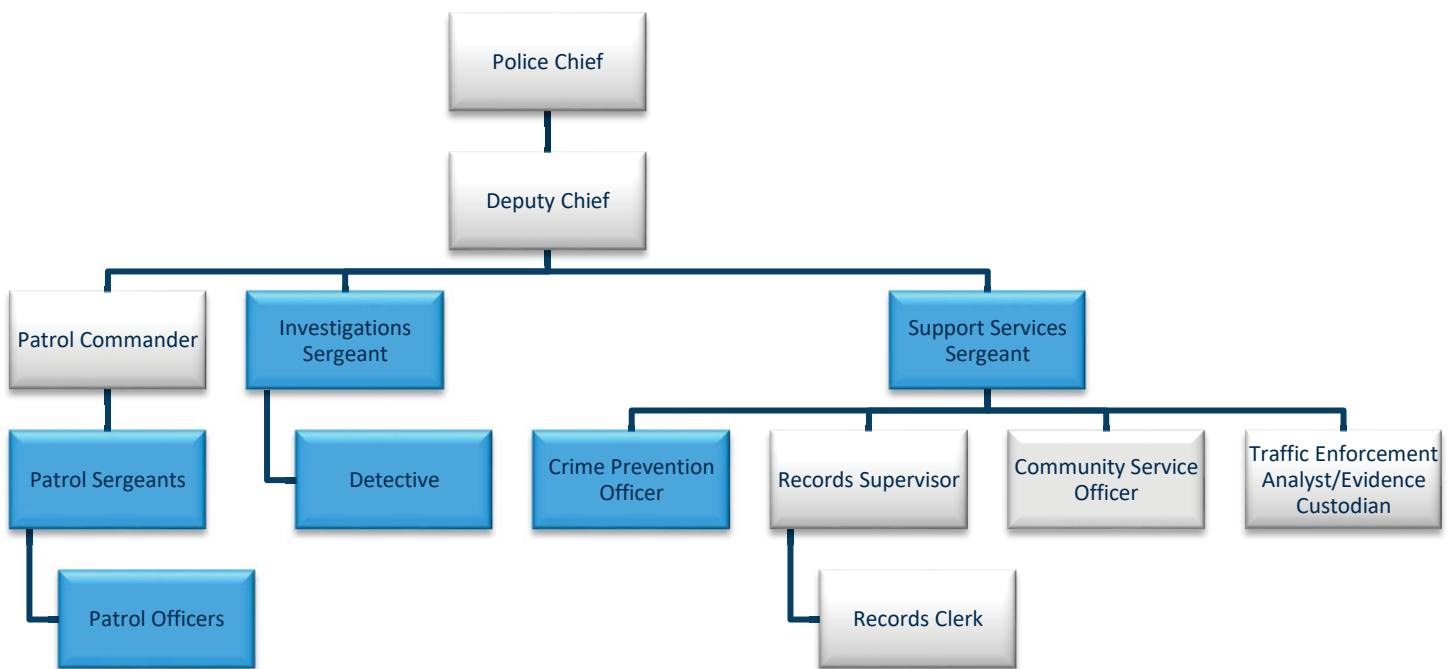 Police Chief
Deputy Chief
Patrol Commander
Investigations
Sergeant
Support Services
Sergeant
Patrol Sergeants
Detective
Crime Prevention
Officer
Records Supervisor
Community Service
Officer
Traffic Enforcement
Analyst/Evidence
Custodian
Patrol Officers
Records Clerk